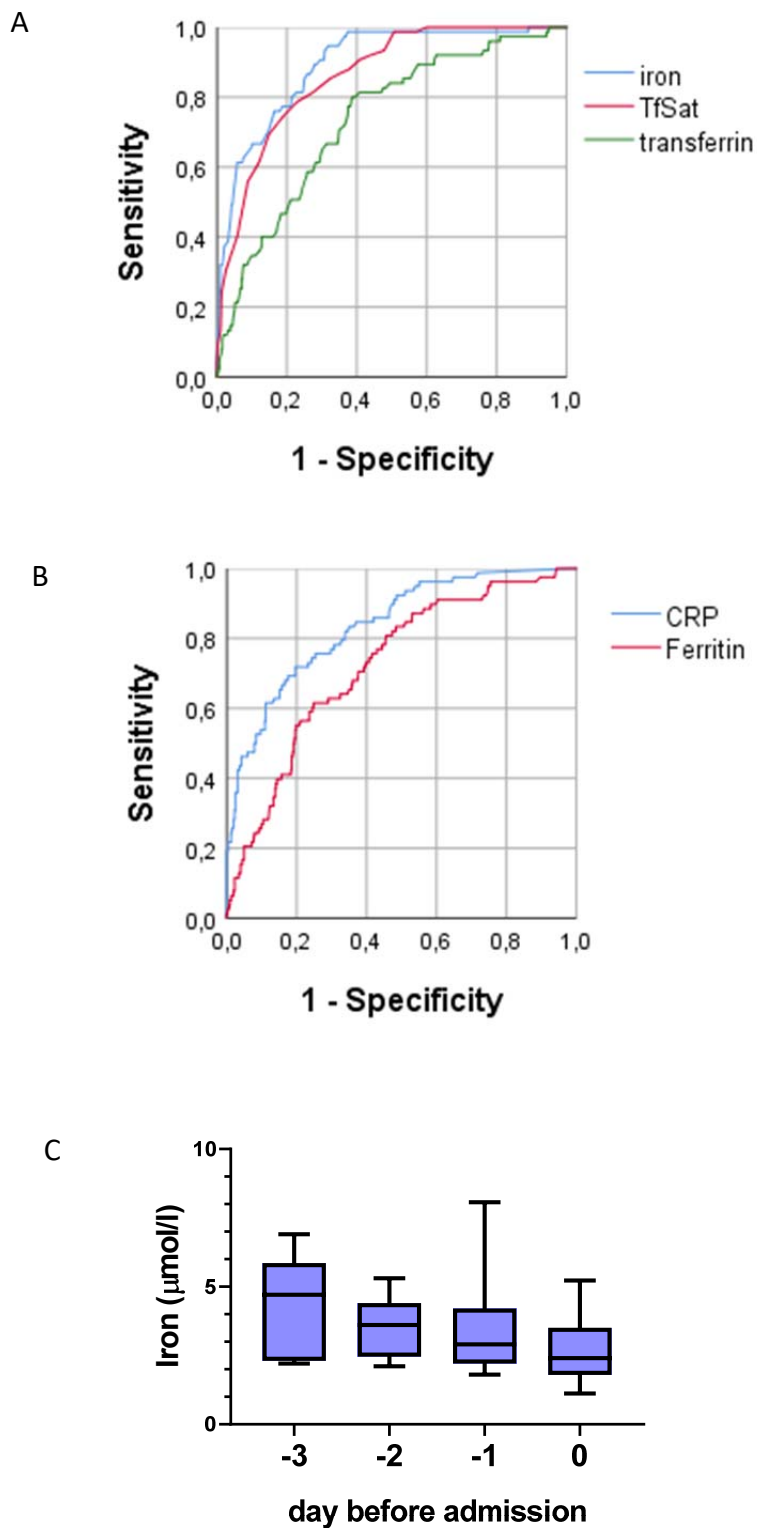 A
1,0
0,8
0,6
0,4
0,2
0,0
Sensitivity
0,0 0,2 0,4 0,6 0,8 1,0
1 - Specificity
iron
TfSat
transferrin
B
1,0
0,8
0,6
0,4
0,2
0,0
Sensitivity
0,0 0,2 0,4 0,6 0,8 1,0
1 - Specificity
CRP
Ferritin
C
10
5
0
Iron (μmol/l)
-3 -2 -1 0
day before admission